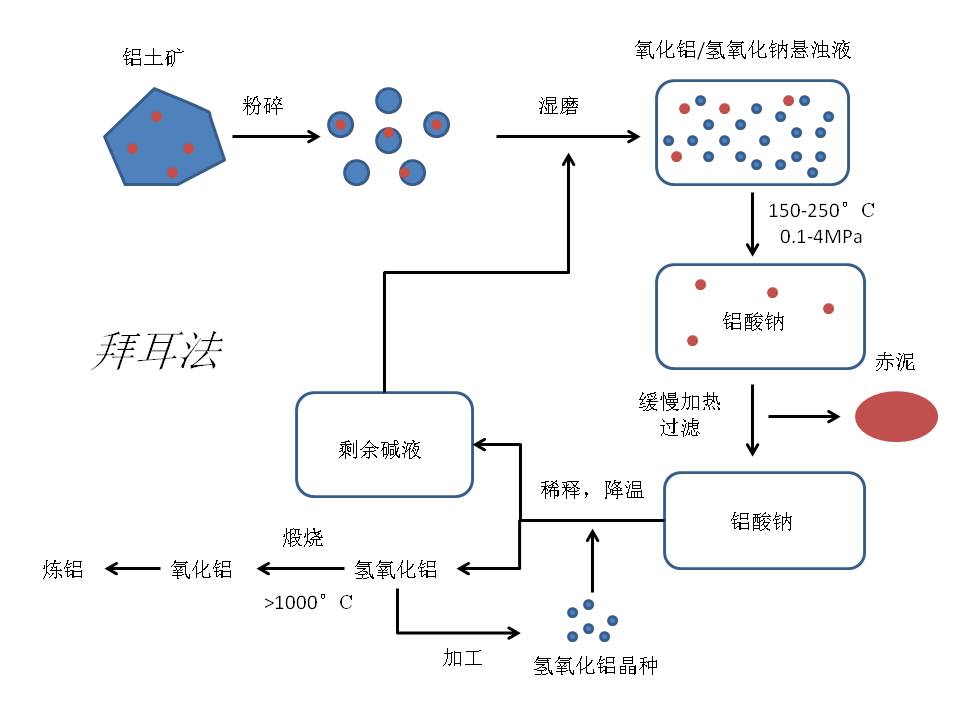 铝土矿
粉碎
湿磨
氧化铝/氢氧化钠悬浊液
150-250°C
0.1-4MPa
铝酸钠
拜耳法
赤泥
缓慢加热
过滤
剩余碱液
稀释，降温
铝酸钠
煅烧
炼铝
氧化铝
氢氧化铝
>1000°C
加工
氢氧化铝晶种